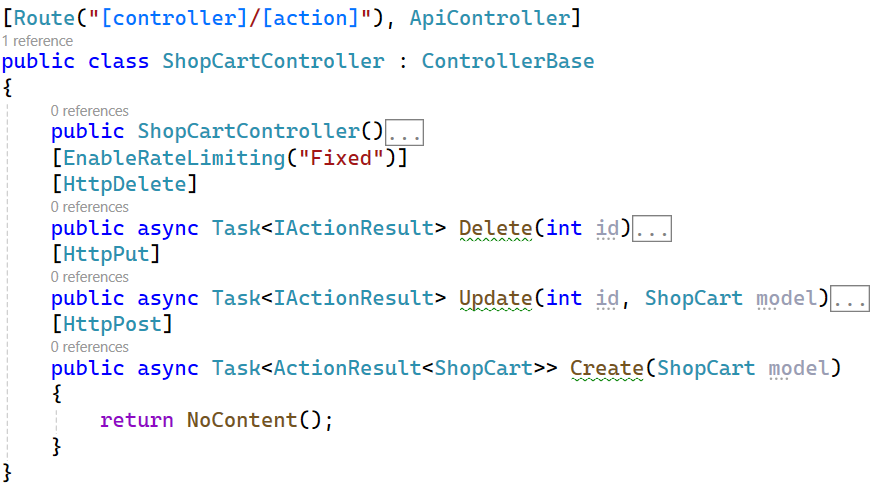 [Route("[controller]/[action]"), ApiController]
1 reference
public class ShopCartController : ControllerBase
{
0 references
public ShopCartController()...
[EnableRateLimiting("Fixed")]
[HttpDelete]
0 references
public async Task<IActionResult> Delete(int id)...
[HttpPut]
0 references
public async Task<IActionResult> Update(int id, ShopCart model)...
[HttpPost]
0 references
public async Task<ActionResult<ShopCart>> Create(ShopCart model)
{
return NoContent();
}
}